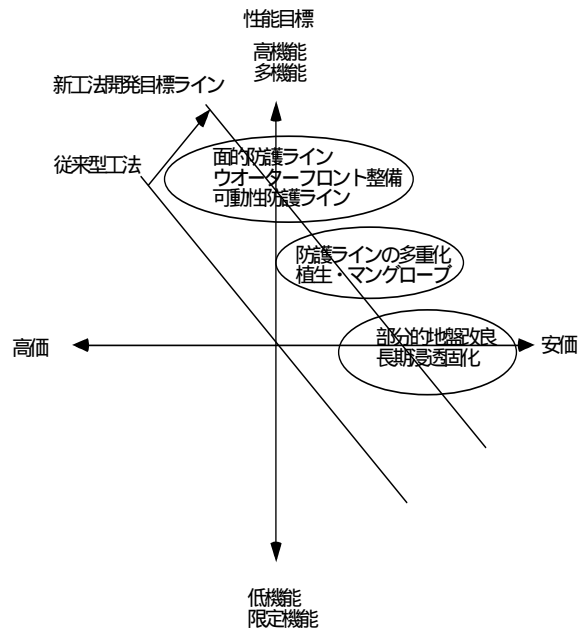 性能目標
高機能
多機能
新工法開発目標ライン
従来型工法
面的防護ライン
ウオーターフロント整備
可動性防護ライン
防護ラインの多重化
植生・マングローブ
部分的地盤改良
長期浸透固化
高価
安価
低機能
限定機能